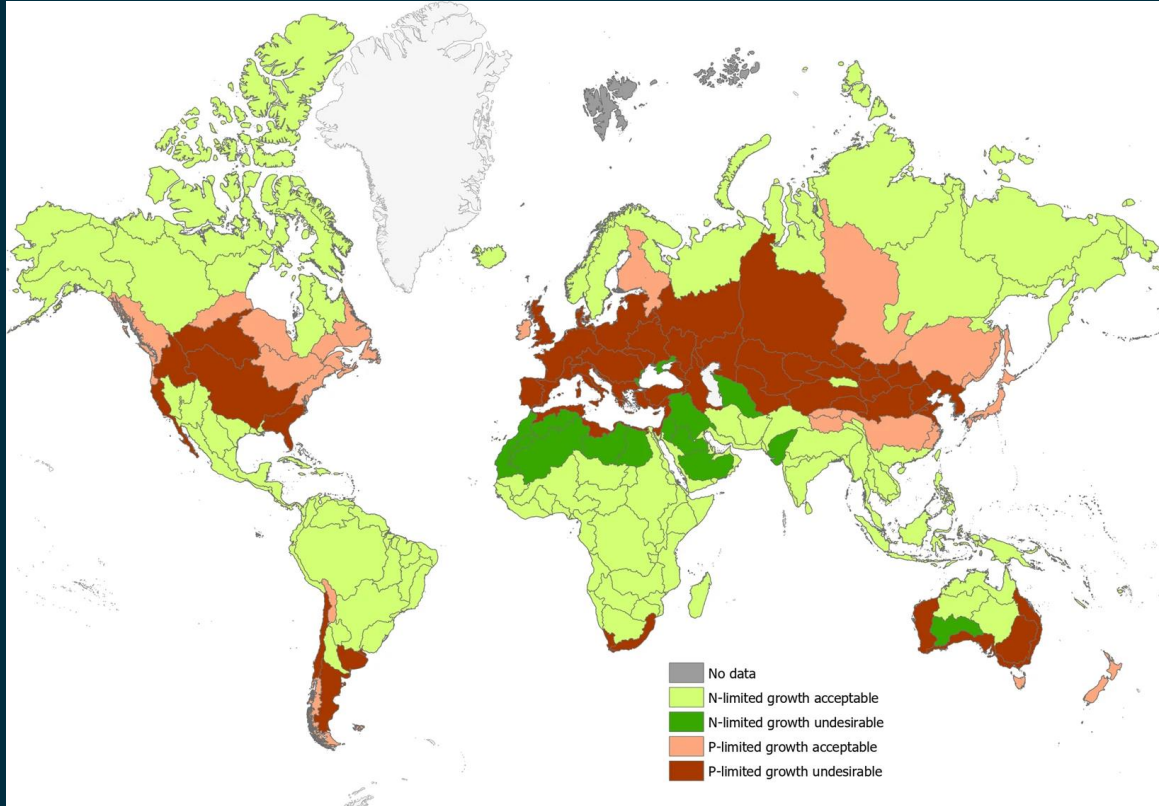 No data
N-limited growth acceptable
N-limited growth undesirable
P-limited growth acceptable
P-limited growth undesirable